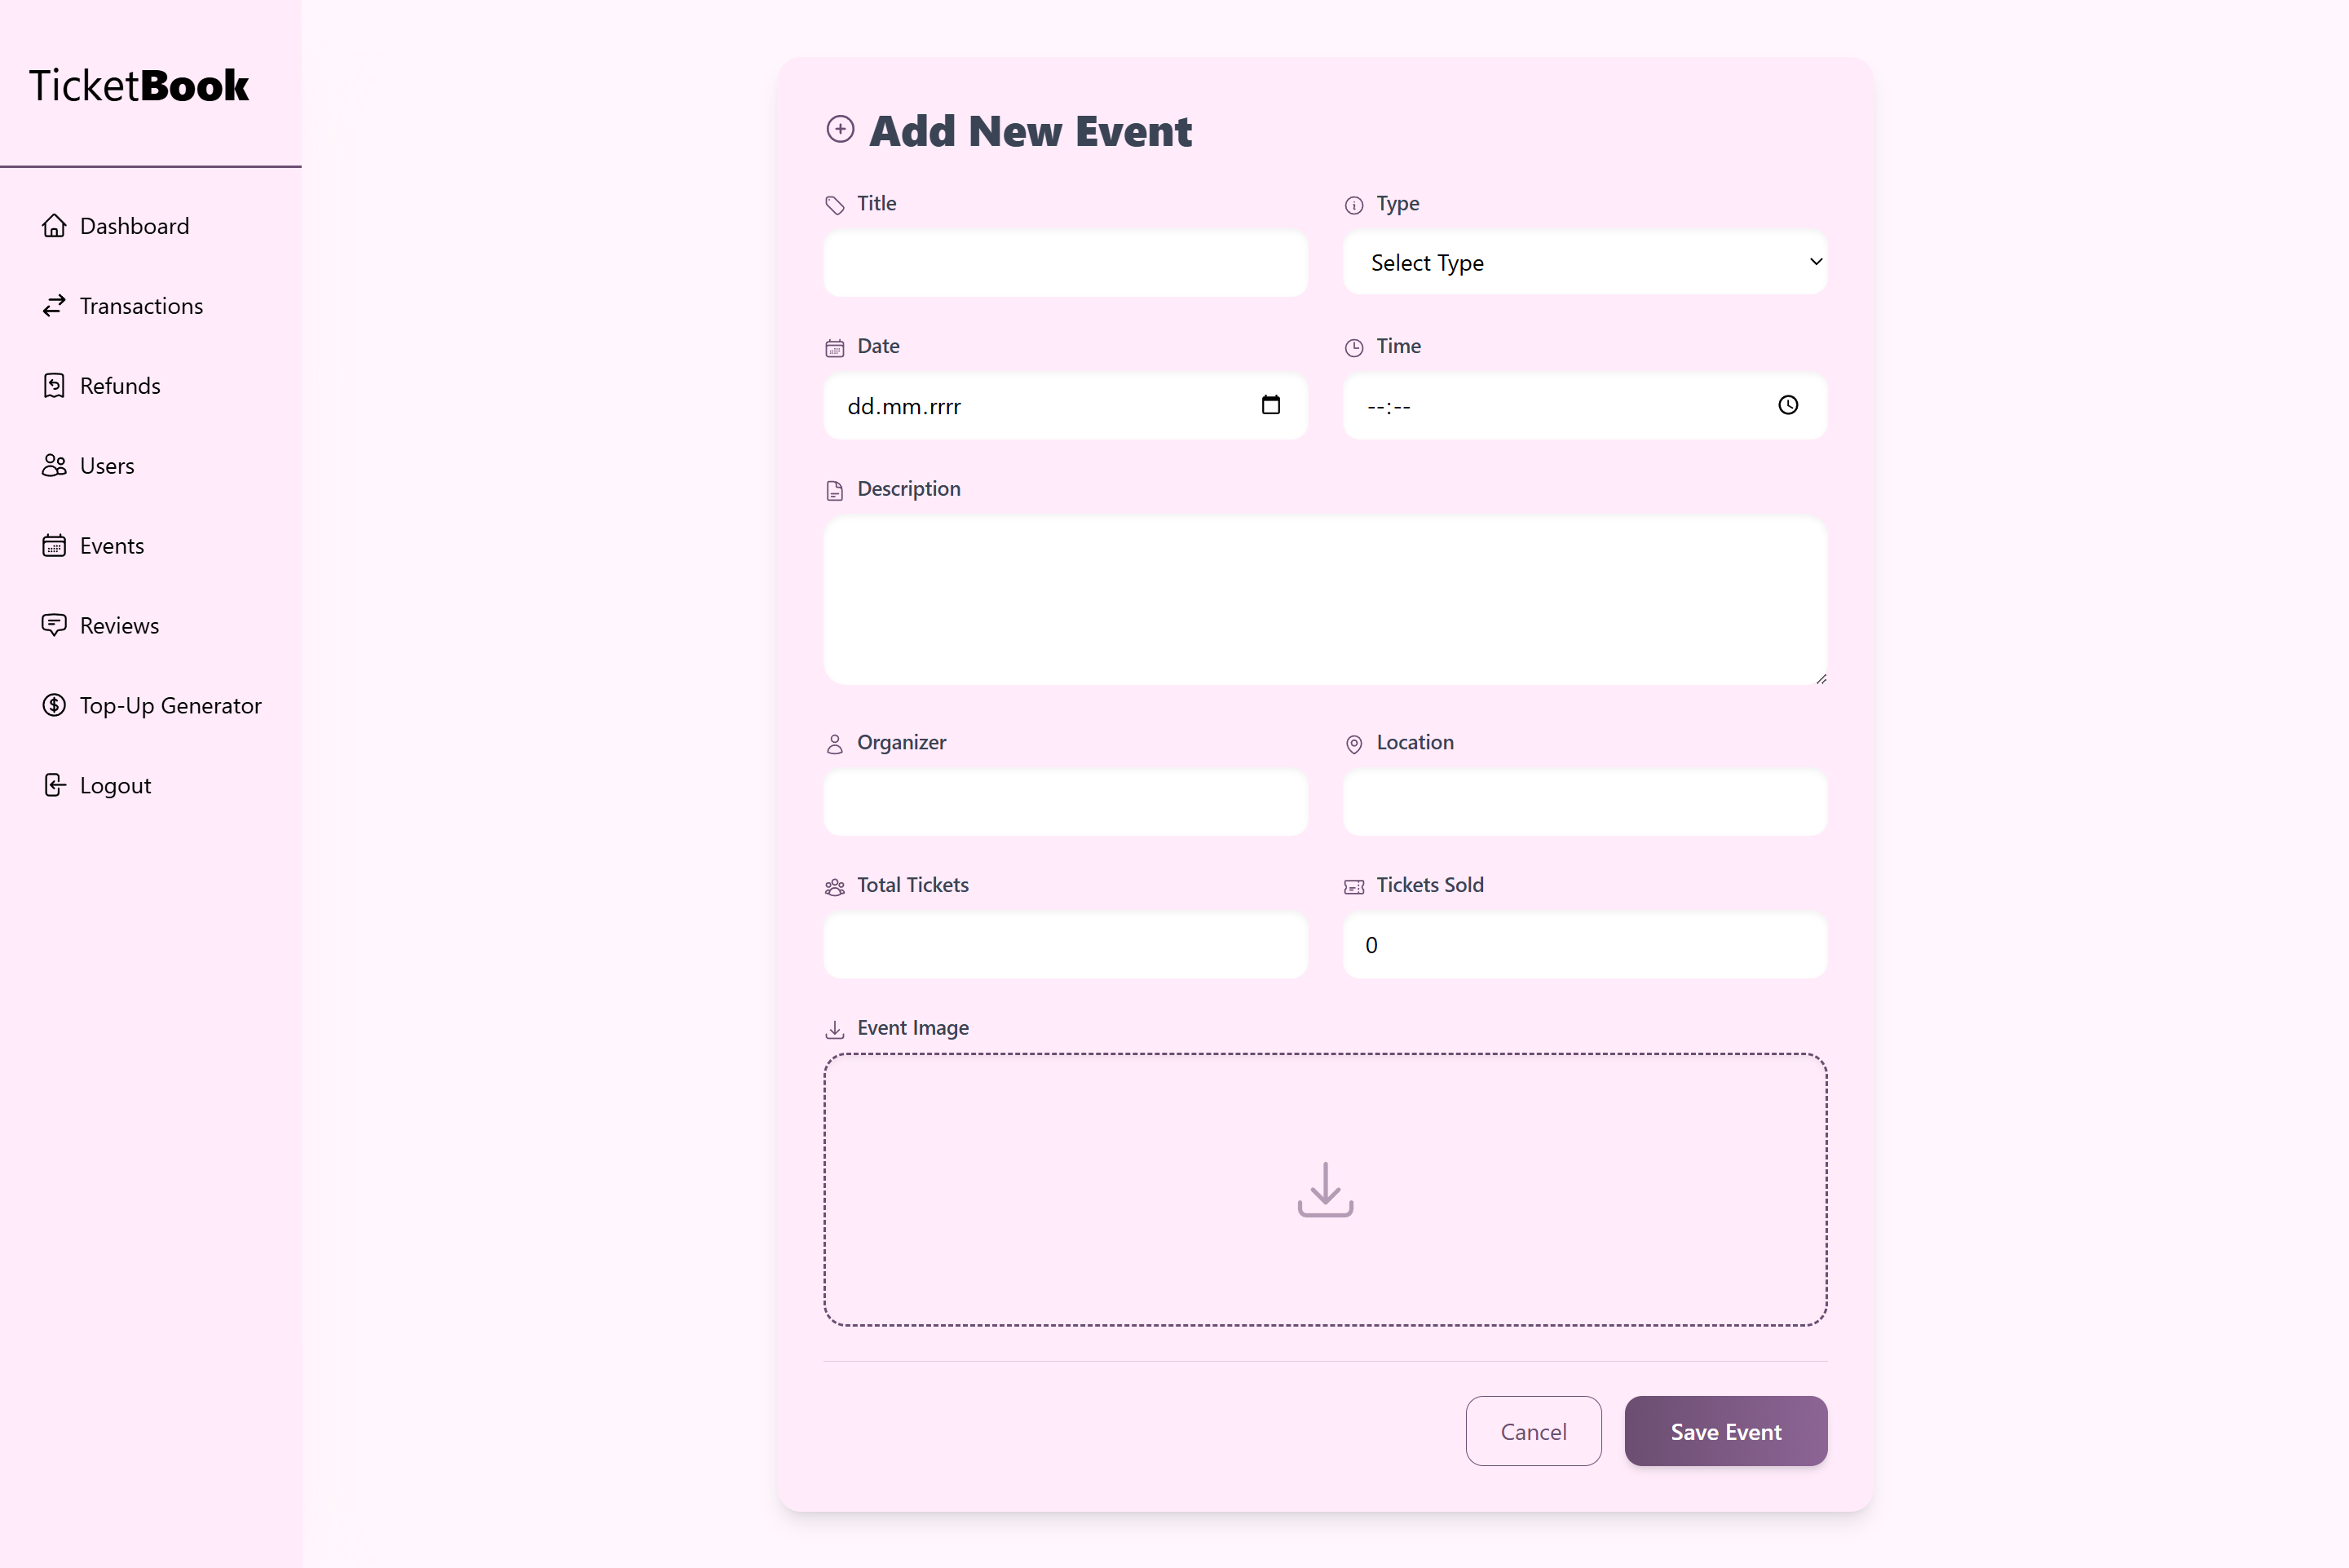 TicketBook
Dashboard
Transactions
Refunds
Users
Events
Reviews
Top-Up Generator
Logout
Add New Event
Title
Type
Select Type
Date
Time
dd.mm.rrrr
--:--
Description
Organizer
Location
Total Tickets
Tickets Sold
0
Event Image
Cancel
Save Event